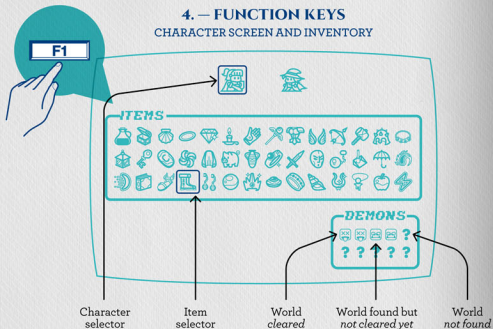 4. — FUNCTION KEYS
CHARACTER SCREEN AND INVENTORY
F1
ITEMS
DEMONS
?
? ? ? ? ?
Character
selector
Item
selector
World
cleared
World found but
not cleared yet
World
not found